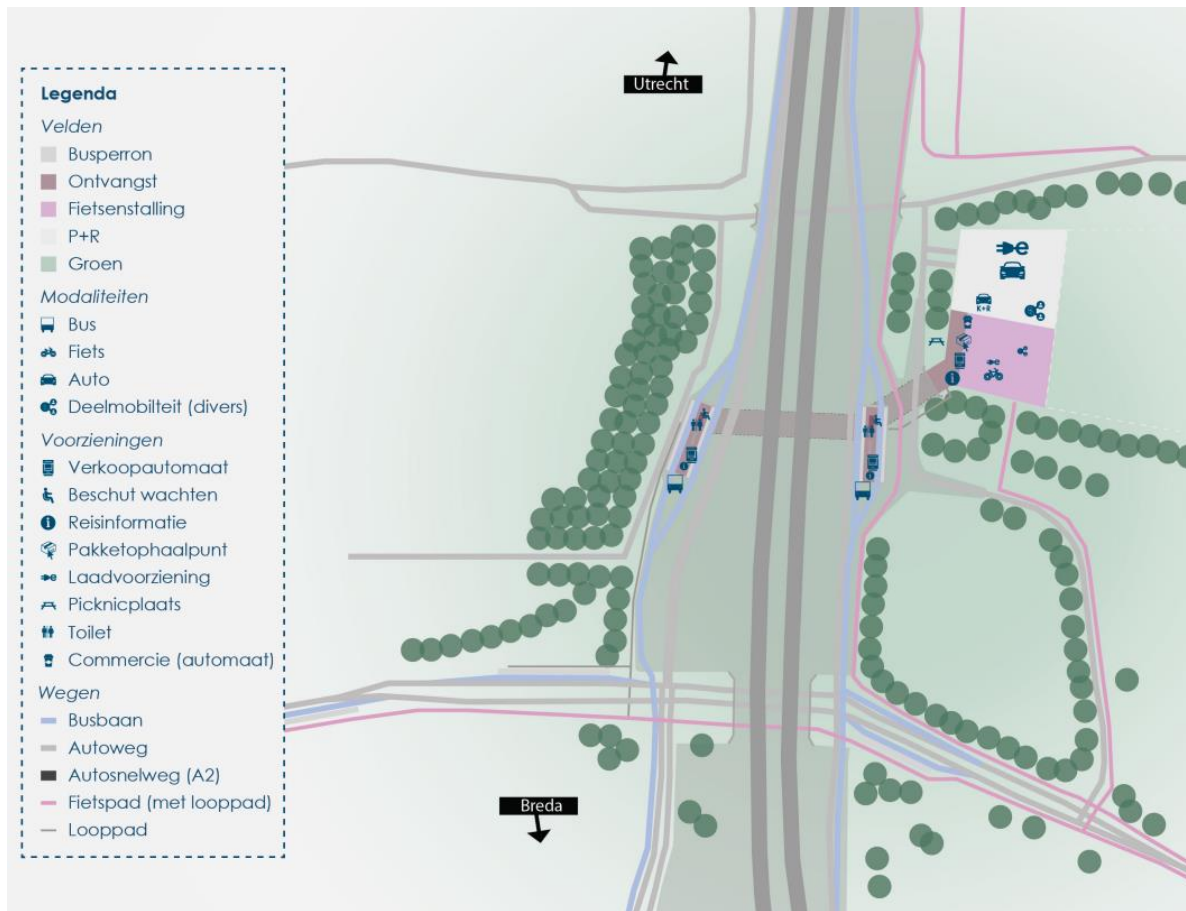 Legenda
Velden
Busperron
Ontvangst
Fietsenstalling
P+R
Groen
Modaliteiten
Bus
Fiets
Auto
Deelmobilteit (divers)
Voorzieningen
Verkoopautomaat
Beschut wachten
Reisinformatie
Pakketophaalpunt
Laadvoorziening
Picknicplaats
Toilet
Commercie (automaat)
Wegen
Busbaan
Autoweg
Autosnelweg (A2)
Fietspad (met looppad)
Looppad
Utrecht
K+R
Breda